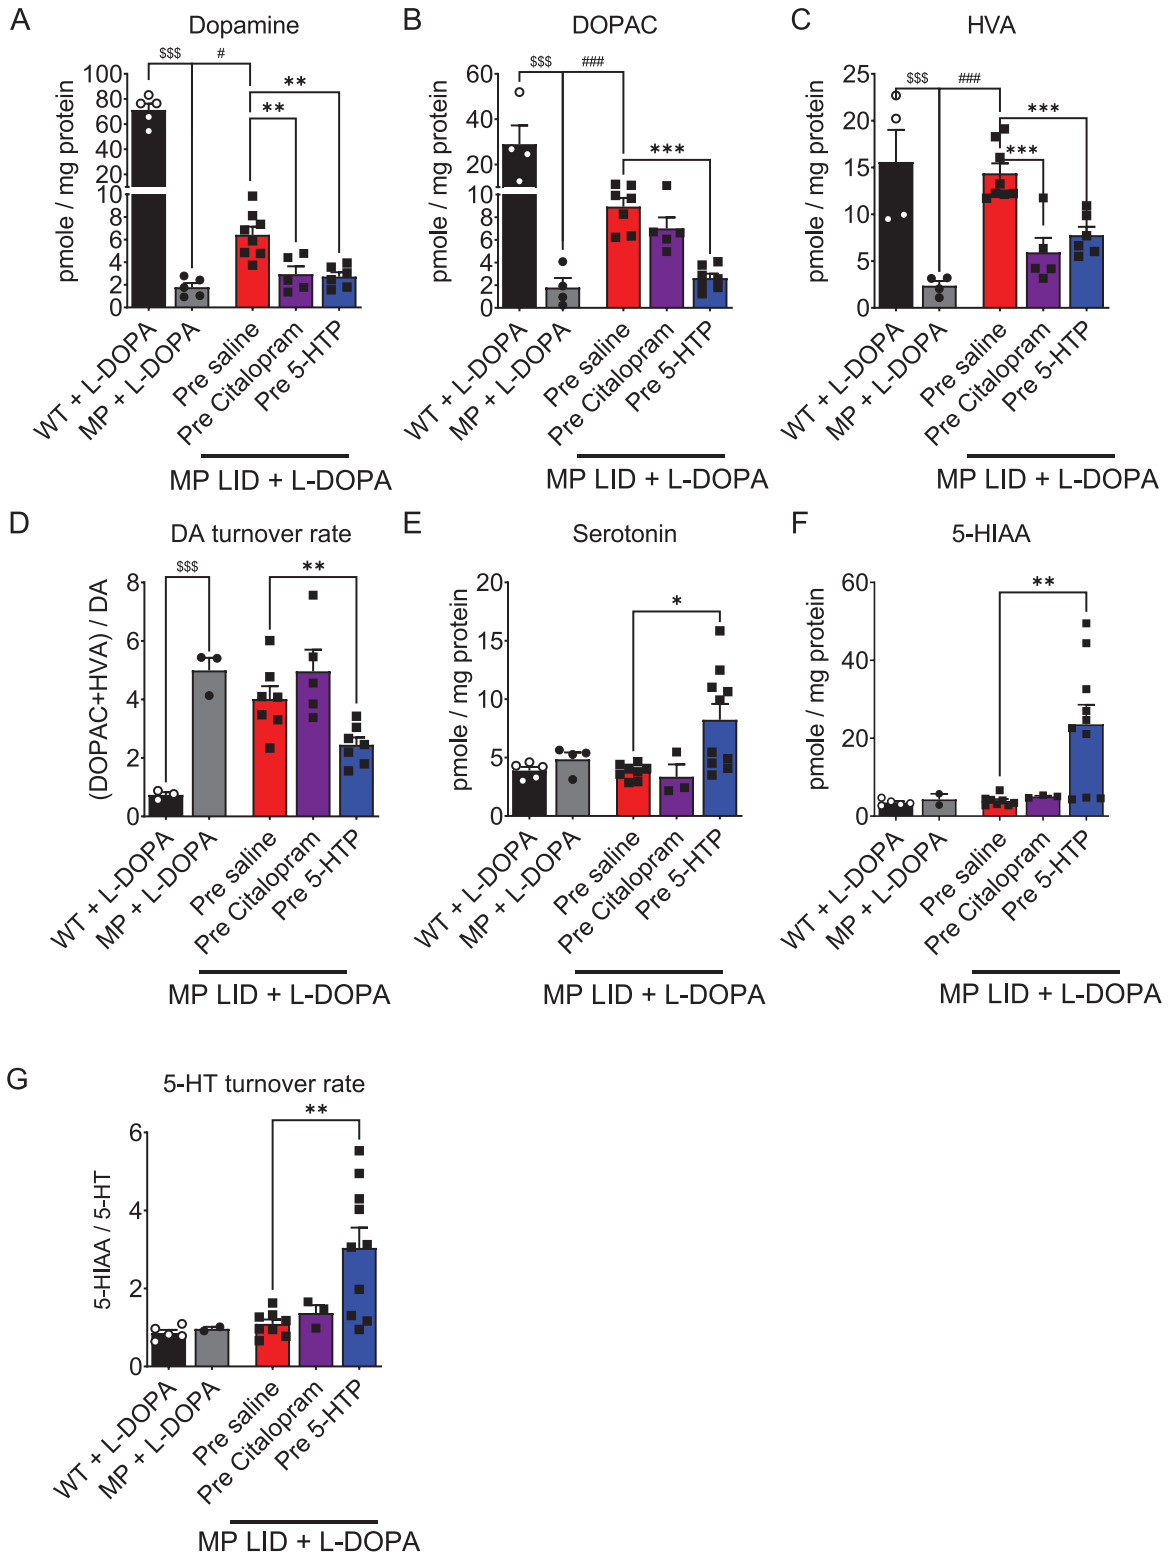 A
Dopamine
$$$
#
**
**
pmole / mg protein
100
80
60
40
20
10
8
6
4
2
0
WT + L-DOPA
MP + L-DOPA
Pre saline
Pre Citalopram
Pre 5-HTP
MP LID + L-DOPA
B
DOPAC
$$$
###
***
pmole / mg protein
60
40
20
10
8
6
4
2
0
WT + L-DOPA
MP + L-DOPA
Pre saline
Pre Citalopram
Pre 5-HTP
MP LID + L-DOPA
C
HVA
$$$
###
***
***
pmole / mg protein
25
20
15
10
5
0
WT + L-DOPA
MP + L-DOPA
Pre saline
Pre Citalopram
Pre 5-HTP
MP LID + L-DOPA
D
DA turnover rate
$$$
**
(DOPAC+HVA) / DA
8
6
4
2
0
WT + L-DOPA
MP + L-DOPA
Pre saline
Pre Citalopram
Pre 5-HTP
MP LID + L-DOPA
E
Serotonin
*
pmole / mg protein
20
15
10
5
0
WT + L-DOPA
MP + L-DOPA
Pre saline
Pre Citalopram
Pre 5-HTP
MP LID + L-DOPA
F
5-HIAA
**
pmole / mg protein
60
40
20
0
WT + L-DOPA
MP + L-DOPA
Pre saline
Pre Citalopram
Pre 5-HTP
MP LID + L-DOPA
G
5-HT turnover rate
**
5-HIAA / 5-HT
6
4
2
0
WT + L-DOPA
MP + L-DOPA
Pre saline
Pre Citalopram
Pre 5-HTP
MP LID + L-DOPA